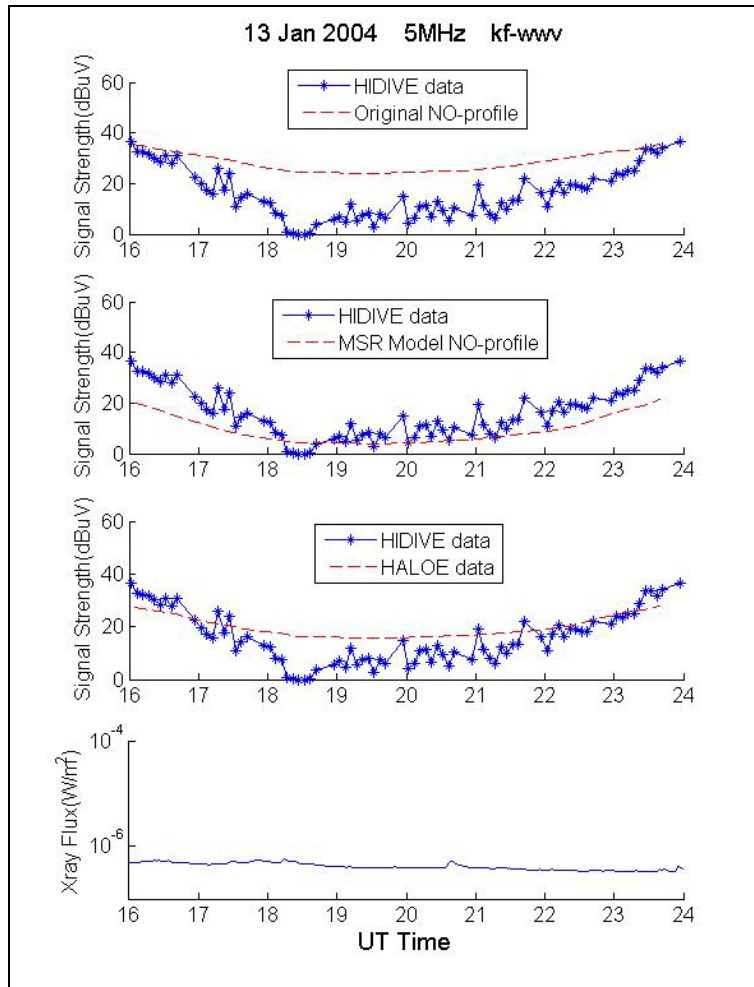 13 Jan 2004 5MHz kf-wwv
Signal Strength(dBuV)
60
40
20
0
HIDIVE data
Original NO-profile
16 17 18 19 20 21 22 23 24
Signal Strength(dBuV)
60
40
20
0
HIDIVE data
MSR Model NO-profile
16 17 18 19 20 21 22 23 24
Signal Strength(dBuV)
60
40
20
0
HIDIVE data
HALOE data
16 17 18 19 20 21 22 23 24
Xray Flux(W/m²)
10⁻⁴
10⁻⁶
16 17 18 19 20 21 22 23 24
UT Time